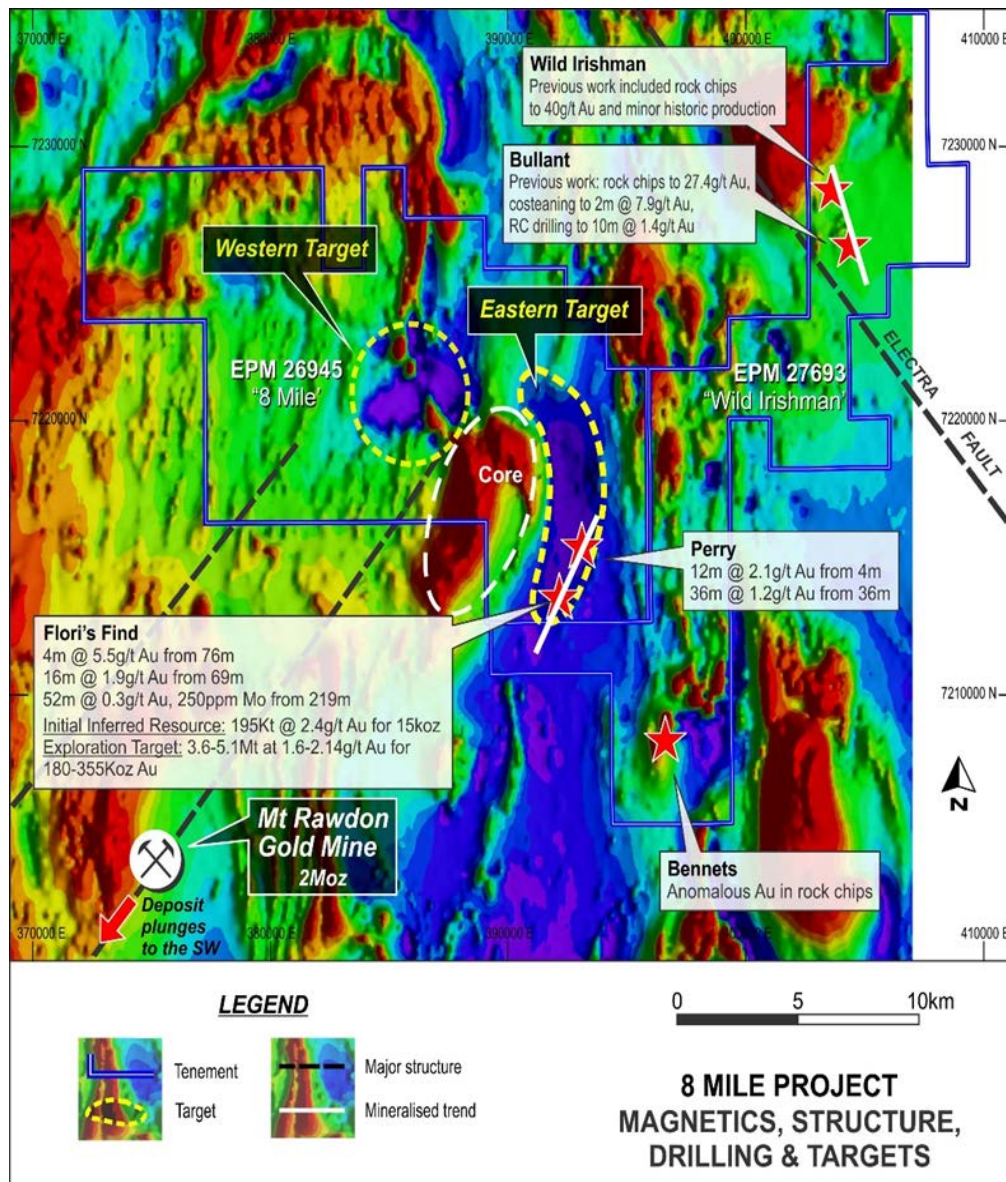 370000 E
380000 E
390000 E
400000 E
410000 E
Wild Irishman
Previous work included rock chips
to 40g/t Au and minor historic production
7230000 N
7230000 N
Bullant
Previous work: rock chips to 27.4g/t Au,
costeaning to 2m @ 7.9g/t Au,
RC drilling to 10m @ 1.4g/t Au
Western Target
Eastern Target
EPM 26945
"8 Mile'
EPM 27693
"Wild Irishman'
ELECTRA
FAULT
7220000 N
7220000 N
Core
Perry
12m @ 2.1g/t Au from 4m
36m @ 1.2g/t Au from 36m
Flori's Find
4m @ 5.5g/t Au from 76m
16m @ 1.9g/t Au from 69m
52m @ 0.3g/t Au, 250ppm Mo from 219m
Initial Inferred Resource: 195Kt @ 2.4g/t Au for 15koz
Exploration Target: 3.6-5.1Mt at 1.6-2.14g/t Au for
180-355Koz Au
7210000 N
N
Mt Rawdon
Gold Mine
2Moz
Deposit
plunges
to the SW
Bennets
Anomalous Au in rock chips
370000 E
380000 E
390000 E
410000 E
LEGEND
Tenement
Target
Major structure
Mineralised trend
0
5
10km
8 MILE PROJECT
MAGNETICS, STRUCTURE,
DRILLING & TARGETS